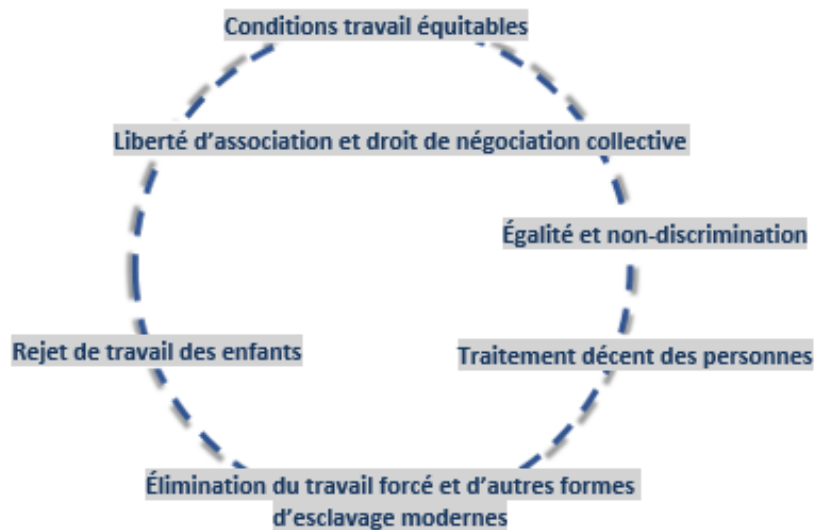 Conditions travail équitables
Liberté d’association et droit de négociation collective
Égalité et non-discrimination
Rejet de travail des enfants
Traitement décent des personnes
Élimination du travail forcé et d’autres formes
d’esclavage modernes